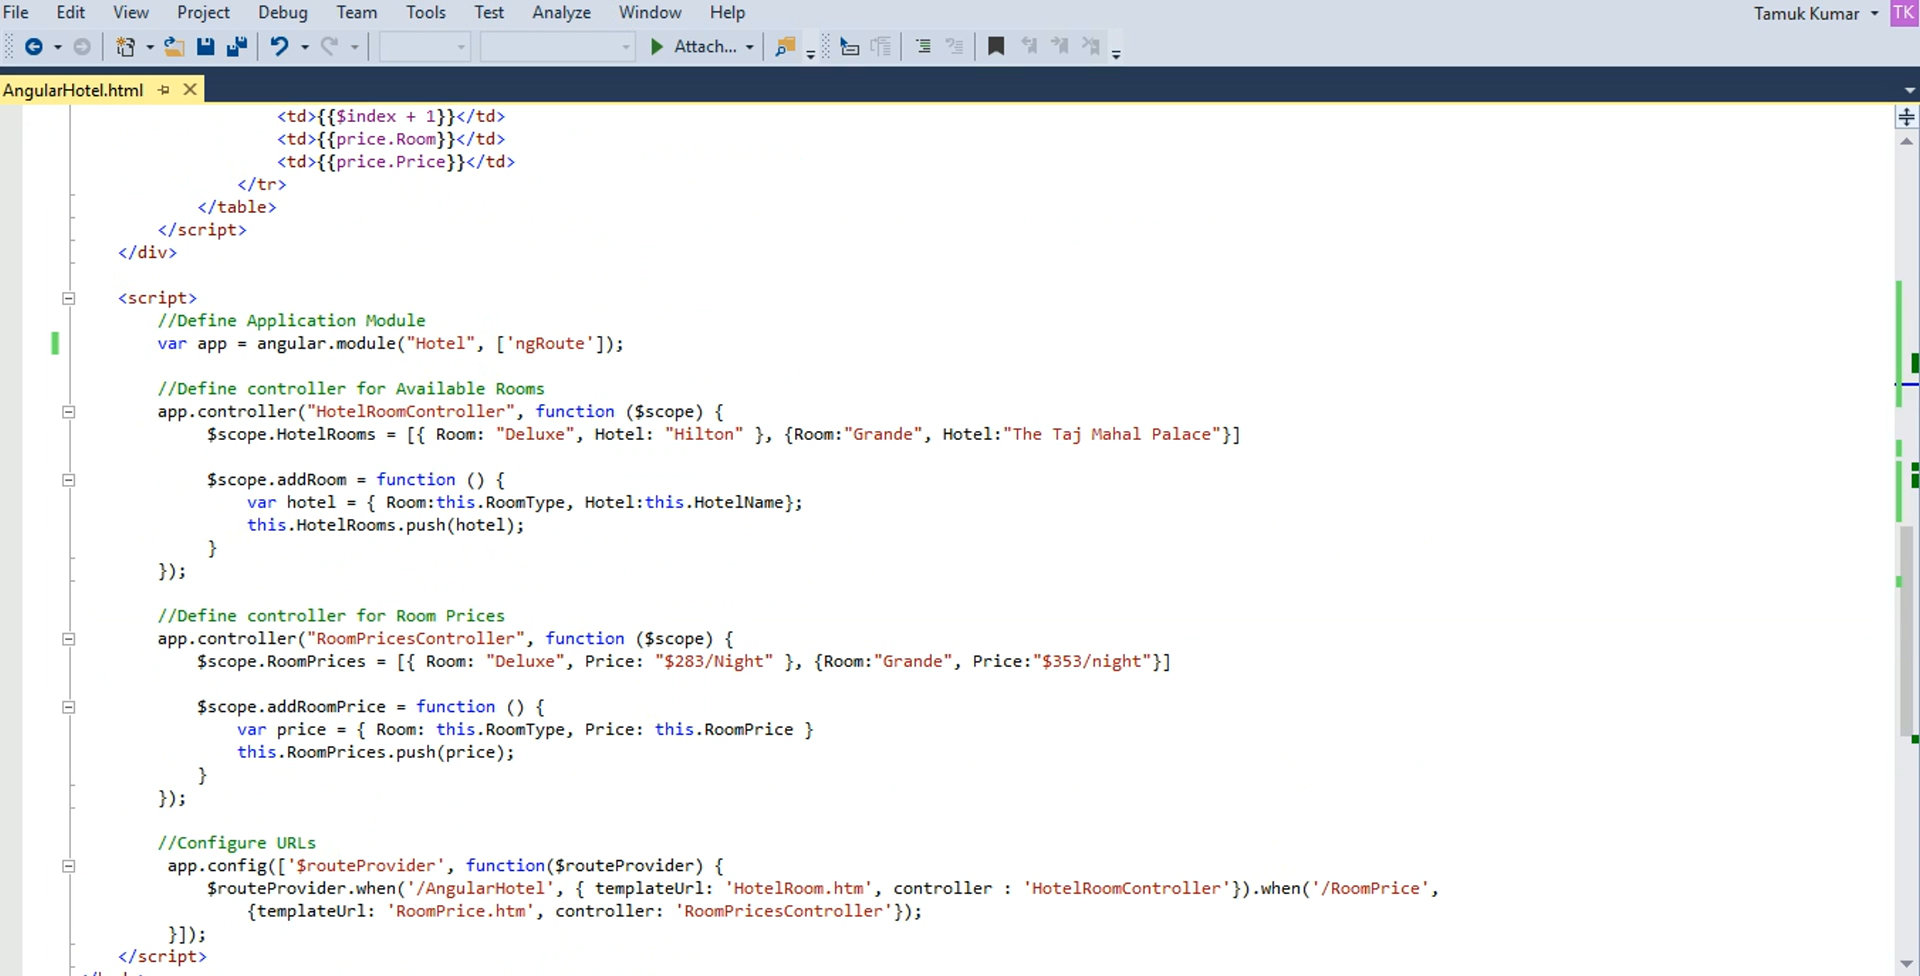 File Edit View Project Debug Team Tools Test Analyze Window Help Tamuk Kumar TK
Attach...
AngularHotel.html
<td>{{$index + 1}}</td>
<td>{{price.Room}}</td>
<td>{{price.Price}}</td>
</tr>
</table>
</script>
</div>
<script>
//Define Application Module
var app = angular.module("Hotel", ['ngRoute']);
//Define controller for Available Rooms
app.controller("HotelRoomController", function ($scope) {
$scope.HotelRooms = [{ Room: "Deluxe", Hotel: "Hilton" }, {Room:"Grande", Hotel:"The Taj Mahal Palace"}]
$scope.addRoom = function () {
var hotel = { Room:this.RoomType, Hotel:this.HotelName};
this.HotelRooms.push(hotel);
}
});
//Define controller for Room Prices
app.controller("RoomPricesController", function ($scope) {
$scope.RoomPrices = [{ Room: "Deluxe", Price: "$283/Night" }, {Room:"Grande", Price:"$353/night"}]
$scope.addRoomPrice = function () {
var price = { Room: this.RoomType, Price: this.RoomPrice }
this.RoomPrices.push(price);
}
});
//Configure URLs
app.config(['$routeProvider', function($routeProvider) {
$routeProvider.when('/AngularHotel', { templateUrl: 'HotelRoom.htm', controller : 'HotelRoomController'}).when('/RoomPrice',
{templateUrl: 'RoomPrice.htm', controller: 'RoomPricesController'});
}]);
</script>